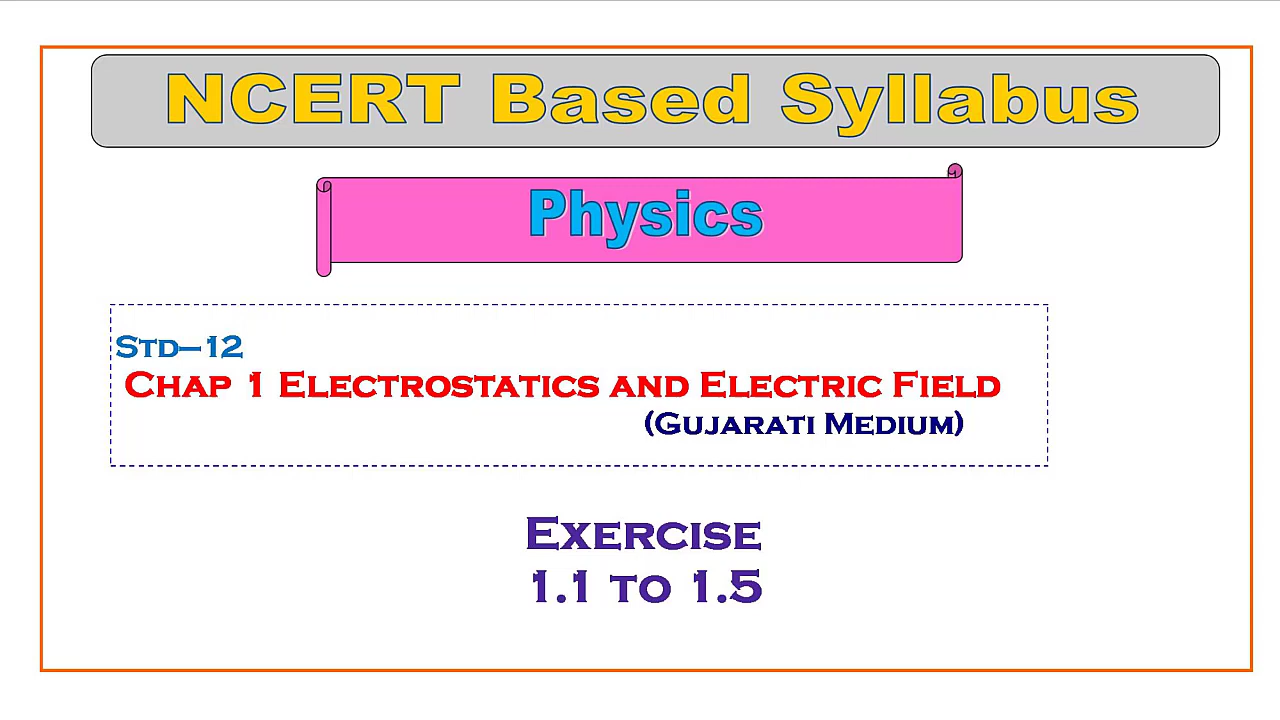 NCERT Based Syllabus
Physics
Std–12
Chap 1 Electrostatics and Electric Field
(Gujarati Medium)
Exercise
1.1 to 1.5